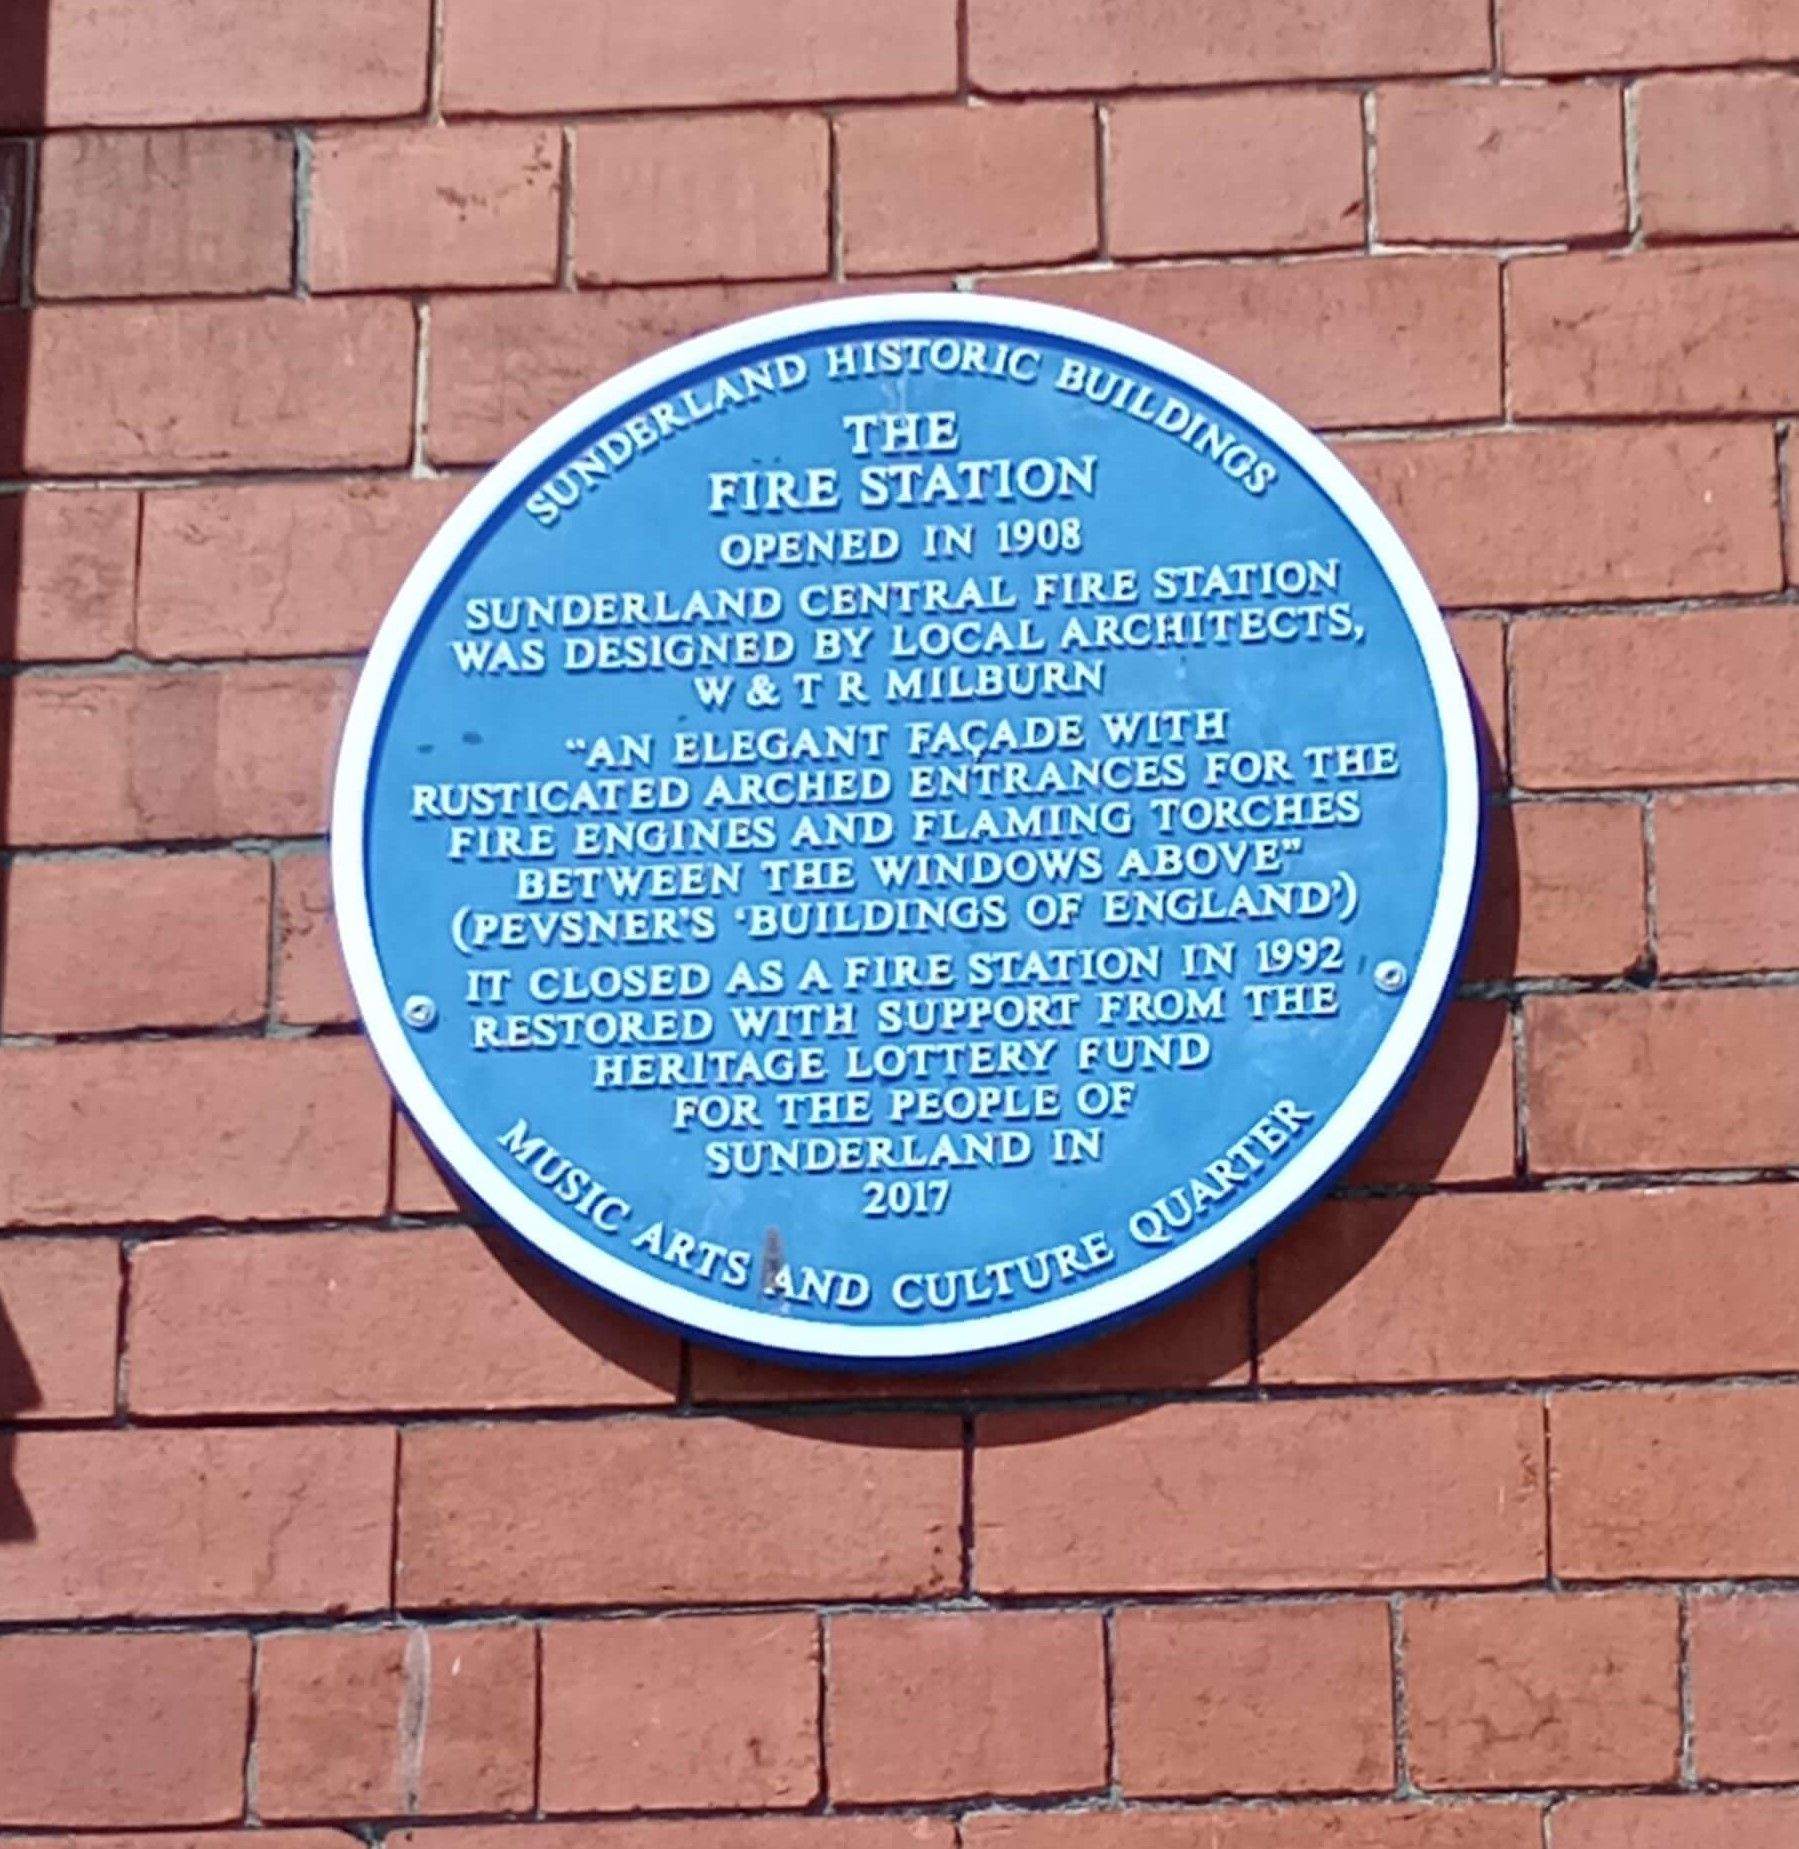 SUNDERLAND HISTORIC BUILDINGS
THE
FIRE STATION
OPENED IN 1908
SUNDERLAND CENTRAL FIRE STATION
WAS DESIGNED BY LOCAL ARCHITECTS,
W & T R MILBURN
“AN ELEGANT FAÇADE WITH
RUSTICATED ARCHED ENTRANCES FOR THE
FIRE ENGINES AND FLAMING TORCHES
BETWEEN THE WINDOWS ABOVE”
(PEVSNER'S ‘BUILDINGS OF ENGLAND’)
IT CLOSED AS A FIRE STATION IN 1992
RESTORED WITH SUPPORT FROM THE
HERITAGE LOTTERY FUND
FOR THE PEOPLE OF
SUNDERLAND IN
2017
MUSIC ARTS AND CULTURE QUARTER